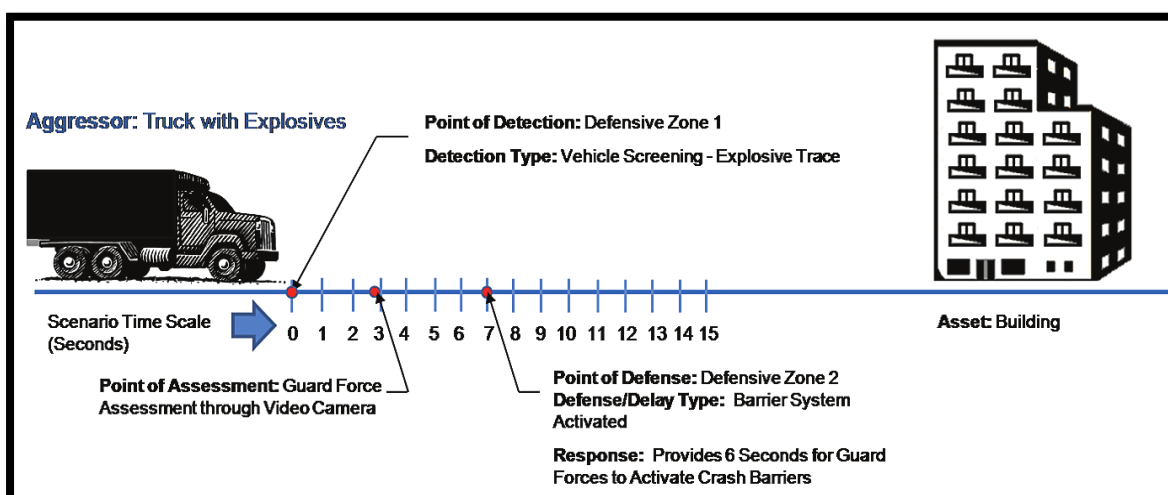 Aggressor: Truck with Explosives
Point of Detection: Defensive Zone 1
Detection Type: Vehicle Screening - Explosive Trace
Scenario Time Scale
(Seconds)
0 1 2 3 4 5 6 7 8 9 10 11 12 13 14 15
Asset: Building
Point of Assessment: Guard Force
Assessment through Video Camera
Point of Defense: Defensive Zone 2
Defense/Delay Type: Barrier System
Activated
Response: Provides 6 Seconds for Guard
Forces to Activate Crash Barriers